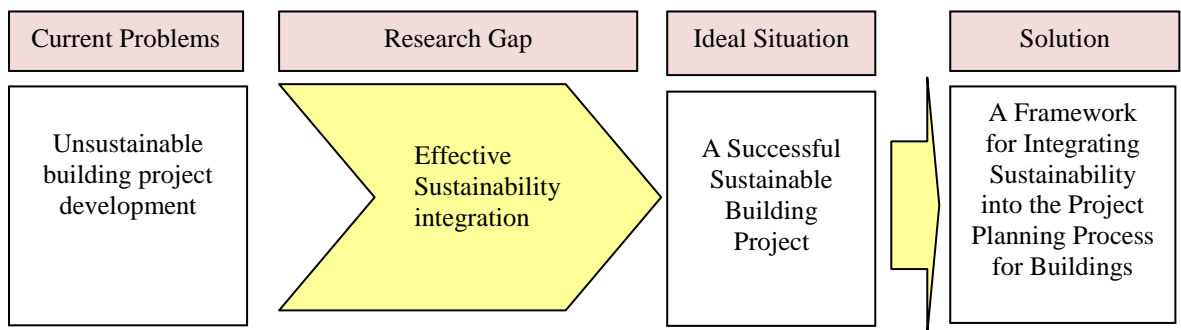 Current Problems
Research Gap
Ideal Situation
Solution
Unsustainable
building project
development
Effective
Sustainability
integration
A Successful
Sustainable
Building
Project
A Framework
for Integrating
Sustainability
into the Project
Planning Process
for Buildings